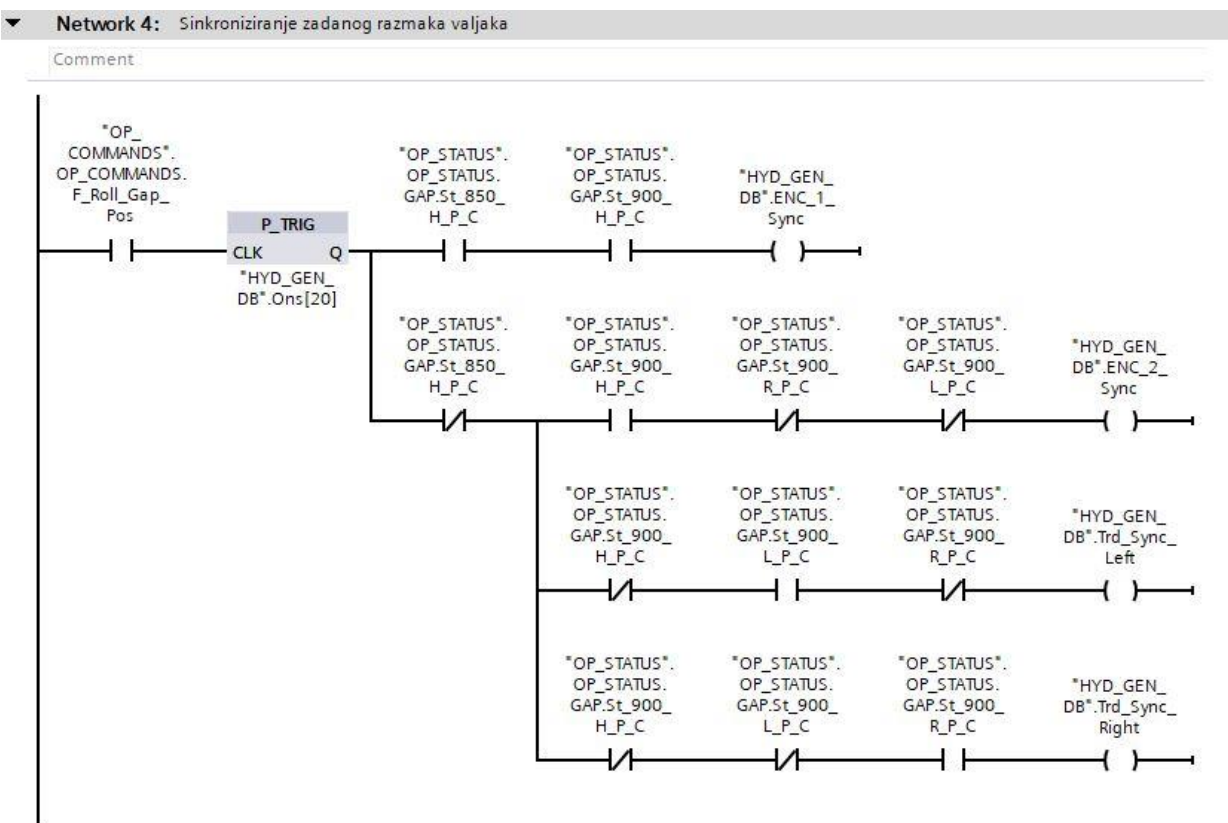 Network 4: Sinkroniziranje zadanog razmaka valjaka
Comment
"OP_
COMMANDS".
OP_COMMANDS.
F_Roll_Gap_
Pos
P_TRIG
CLK Q
"HYD_GEN_
DB".Ons[20]
"OP_STATUS".
OP_STATUS.
GAP.St_850_
H_P_C
"OP_STATUS".
OP_STATUS.
GAP.St_900_
H_P_C
"HYD_GEN_
DB".ENC_1_
Sync
"OP_STATUS".
OP_STATUS.
GAP.St_850_
H_P_C
"OP_STATUS".
OP_STATUS.
GAP.St_900_
H_P_C
"OP_STATUS".
OP_STATUS.
GAP.St_900_
R_P_C
"OP_STATUS".
OP_STATUS.
GAP.St_900_
L_P_C
"HYD_GEN_
DB".ENC_2_
Sync
"OP_STATUS".
OP_STATUS.
GAP.St_900_
H_P_C
"OP_STATUS".
OP_STATUS.
GAP.St_900_
L_P_C
"OP_STATUS".
OP_STATUS.
GAP.St_900_
R_P_C
"HYD_GEN_
DB".Trd_Sync_
Left
"OP_STATUS".
OP_STATUS.
GAP.St_900_
H_P_C
"OP_STATUS".
OP_STATUS.
GAP.St_900_
L_P_C
"OP_STATUS".
OP_STATUS.
GAP.St_900_
R_P_C
"HYD_GEN_
DB".Trd_Sync_
Right